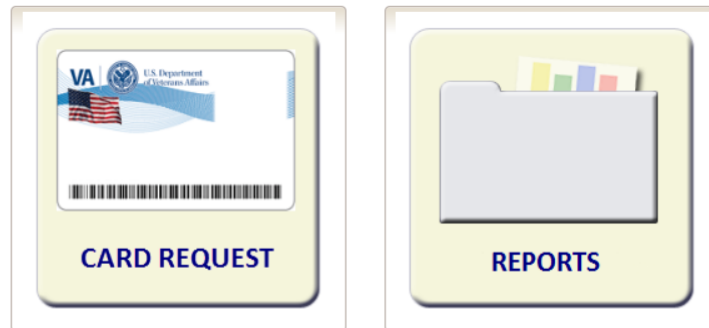 VA
U.S. Department
of Veterans Affairs
CARD REQUEST
REPORTS